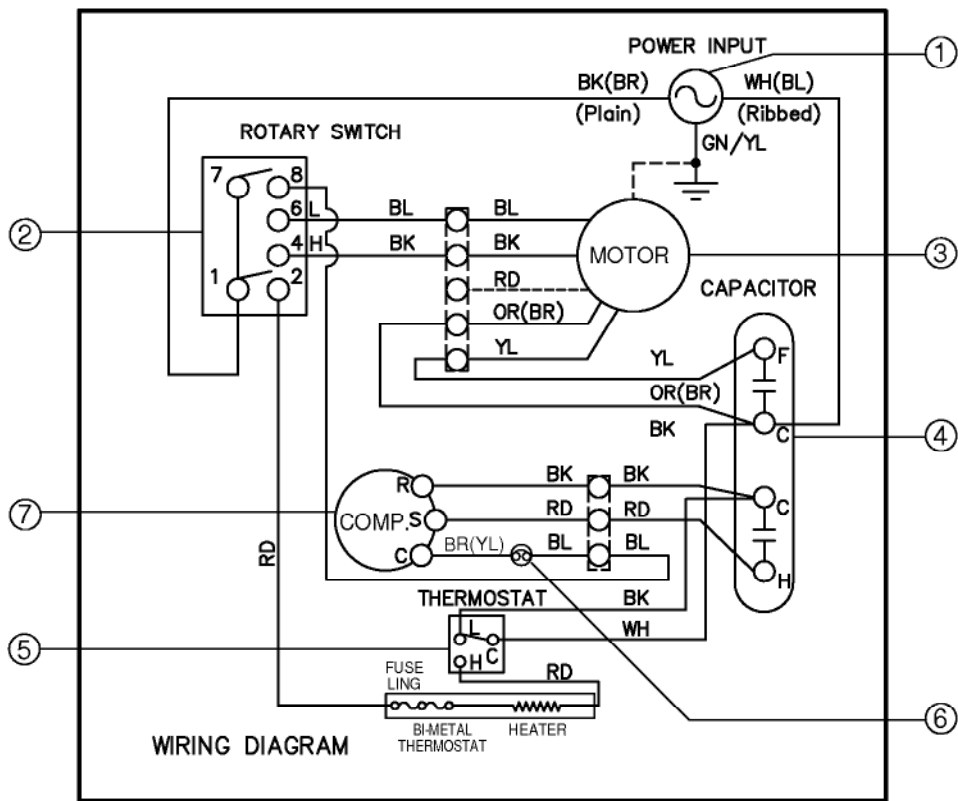 POWER INPUT
1
BK(BR)
WH(BL)
(Plain)
(Ribbed)
GN/YL
ROTARY SWITCH
7
8
6
L
BL
BL
2
4
H
BK
BK
MOTOR
3
1
2
RD
CAPACITOR
OR(BR)
YL
YL
F
OR(BR)
BK
C
4
R
BK
BK
C
7
COMP.
S
RD
RD
C
BR(YL)
BL
BL
H
RD
THERMOSTAT
BK
L
WH
5
C
H
RD
FUSE
LING
6
BI-METAL
THERMOSTAT
HEATER
WIRING DIAGRAM